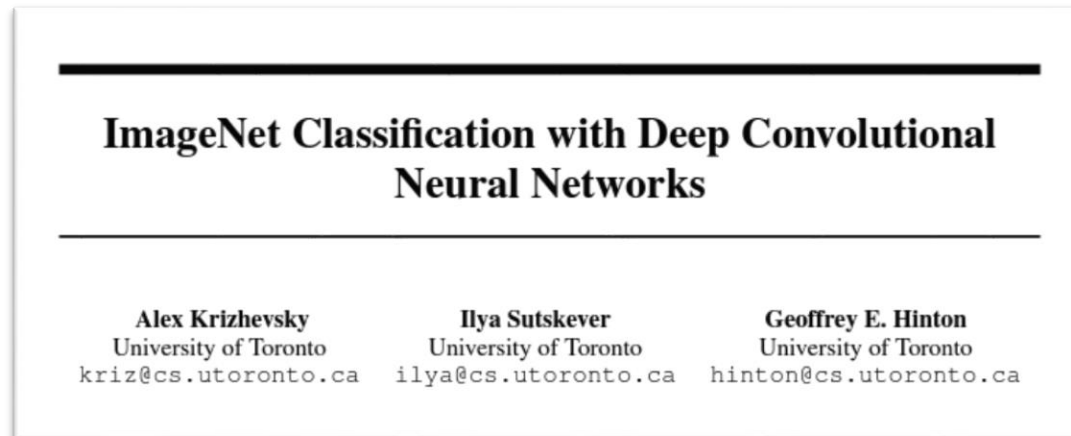 ImageNet Classification with Deep Convolutional
Neural Networks
Alex Krizhevsky Ilya Sutskever Geoffrey E. Hinton
University of Toronto University of Toronto University of Toronto
kriz@cs.utoronto.ca ilya@cs.utoronto.ca hinton@cs.utoronto.ca